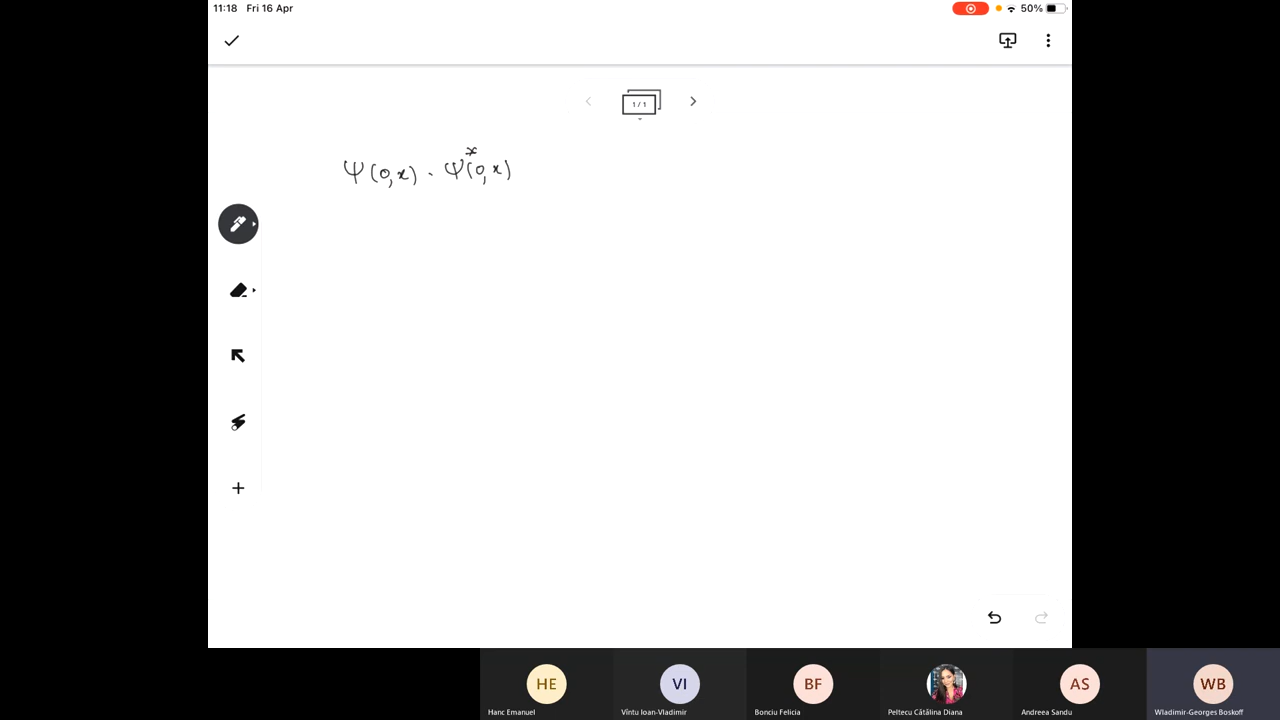 11:18 Fri 16 Apr
50%
1 / 1
Ψ(0,x) · Ψ*(0,x)
HE
VI
BF
AS
WB
Hanc Emanuel
Vîntu Ioan-Vladimir
Bonciu Felicia
Peltecu Cătălina Diana
Andreea Sandu
Wladimir-Georges Boskoff